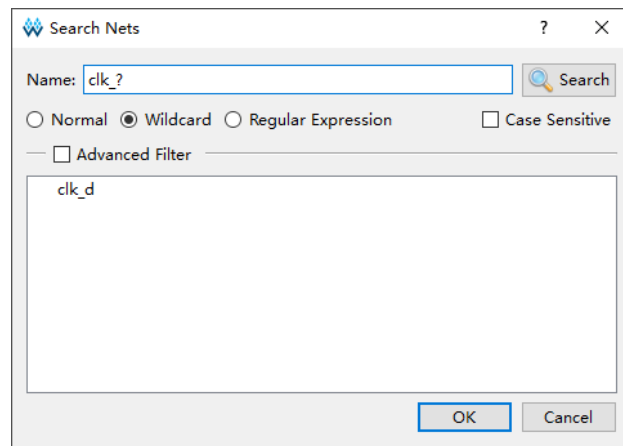 Search Nets ? ×
Name: clk_? Search
Normal Wildcard Regular Expression Case Sensitive
Advanced Filter
clk_d
OK Cancel